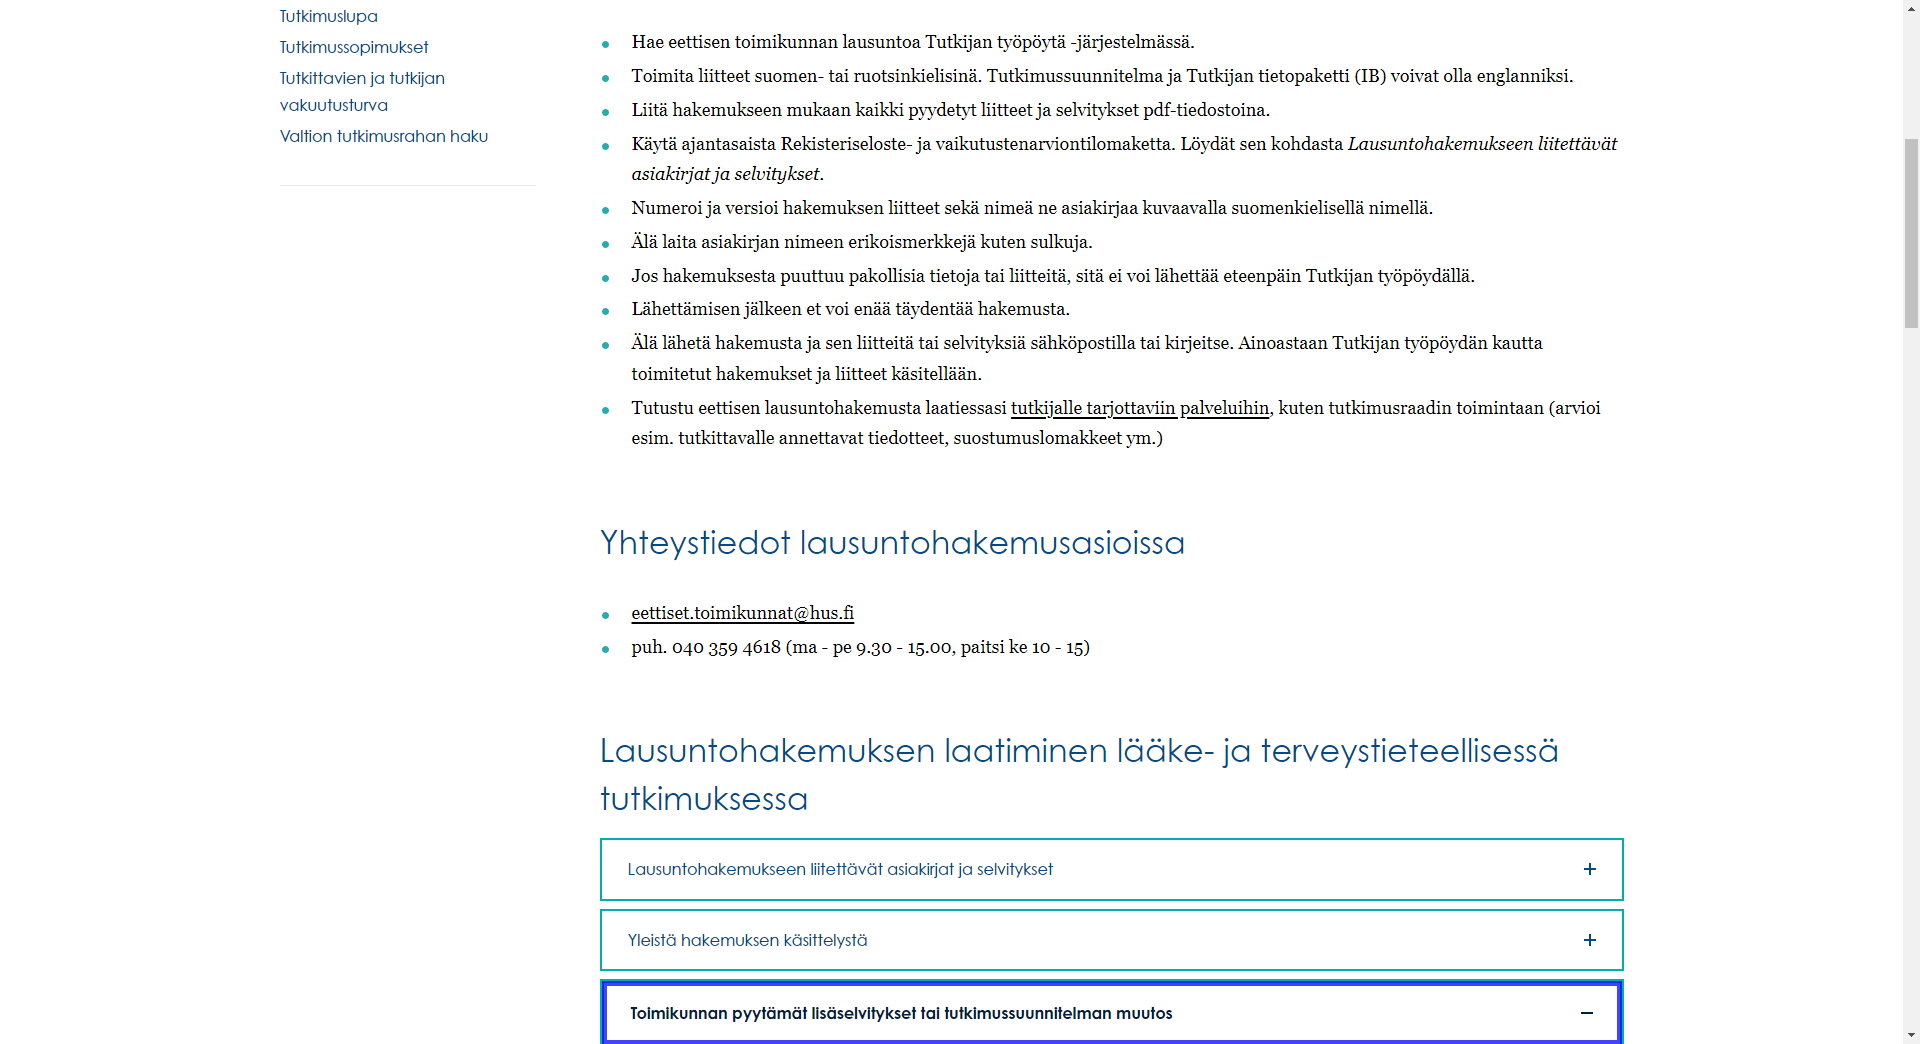 Tutkimuslupa
Tutkimussopimukset
Tutkittavien ja tutkijan
vakuutusturva
Valtion tutkimusrahan haku
Hae eettisen toimikunnan lausuntoa Tutkijan työpöytä -järjestelmässä.
Toimita liitteet suomen- tai ruotsinkielisinä. Tutkimussuunnitelma ja Tutkijan tietopaketti (IB) voivat olla englanniksi.
Liitä hakemukseen mukaan kaikki pyydetyt liitteet ja selvitykset pdf-tiedostoina.
Käytä ajantasaista Rekisteriseloste- ja vaikutustenarviontilomaketta. Löydät sen kohdasta Lausuntohakemukseen liitettävät
asiakirjat ja selvitykset.
Numeroi ja versioi hakemuksen liitteet sekä nimeä ne asiakirjaa kuvaavalla suomenkielisellä nimellä.
Älä laita asiakirjan nimeen erikoismerkkejä kuten sulkuja.
Jos hakemuksesta puuttuu pakollisia tietoja tai liitteitä, sitä ei voi lähettää eteenpäin Tutkijan työpöydällä.
Lähettämisen jälkeen et voi enää täydentää hakemusta.
Älä lähetä hakemusta ja sen liitteitä tai selvityksiä sähköpostilla tai kirjeitse. Ainoastaan Tutkijan työpöydän kautta
toimitetut hakemukset ja liitteet käsitellään.
Tutustu eettisen lausuntohakemusta laatiessasi tutkijalle tarjottaviin palveluihin, kuten tutkimusraadin toimintaan (arvioi
esim. tutkittavalle annettavat tiedotteet, suostumuslomakkeet ym.)
Yhteystiedot lausuntohakemusasioissa
eettiset.toimikunnat@hus.fi
puh. 040 359 4618 (ma - pe 9.30 - 15.00, paitsi ke 10 - 15)
Lausuntohakemuksen laatiminen lääke- ja terveystieteellisessä
tutkimuksessa
Lausuntohakemukseen liitettävät asiakirjat ja selvitykset
Yleistä hakemuksen käsittelystä
Toimikunnan pyytämät lisäselvitykset tai tutkimussuunnitelman muutos